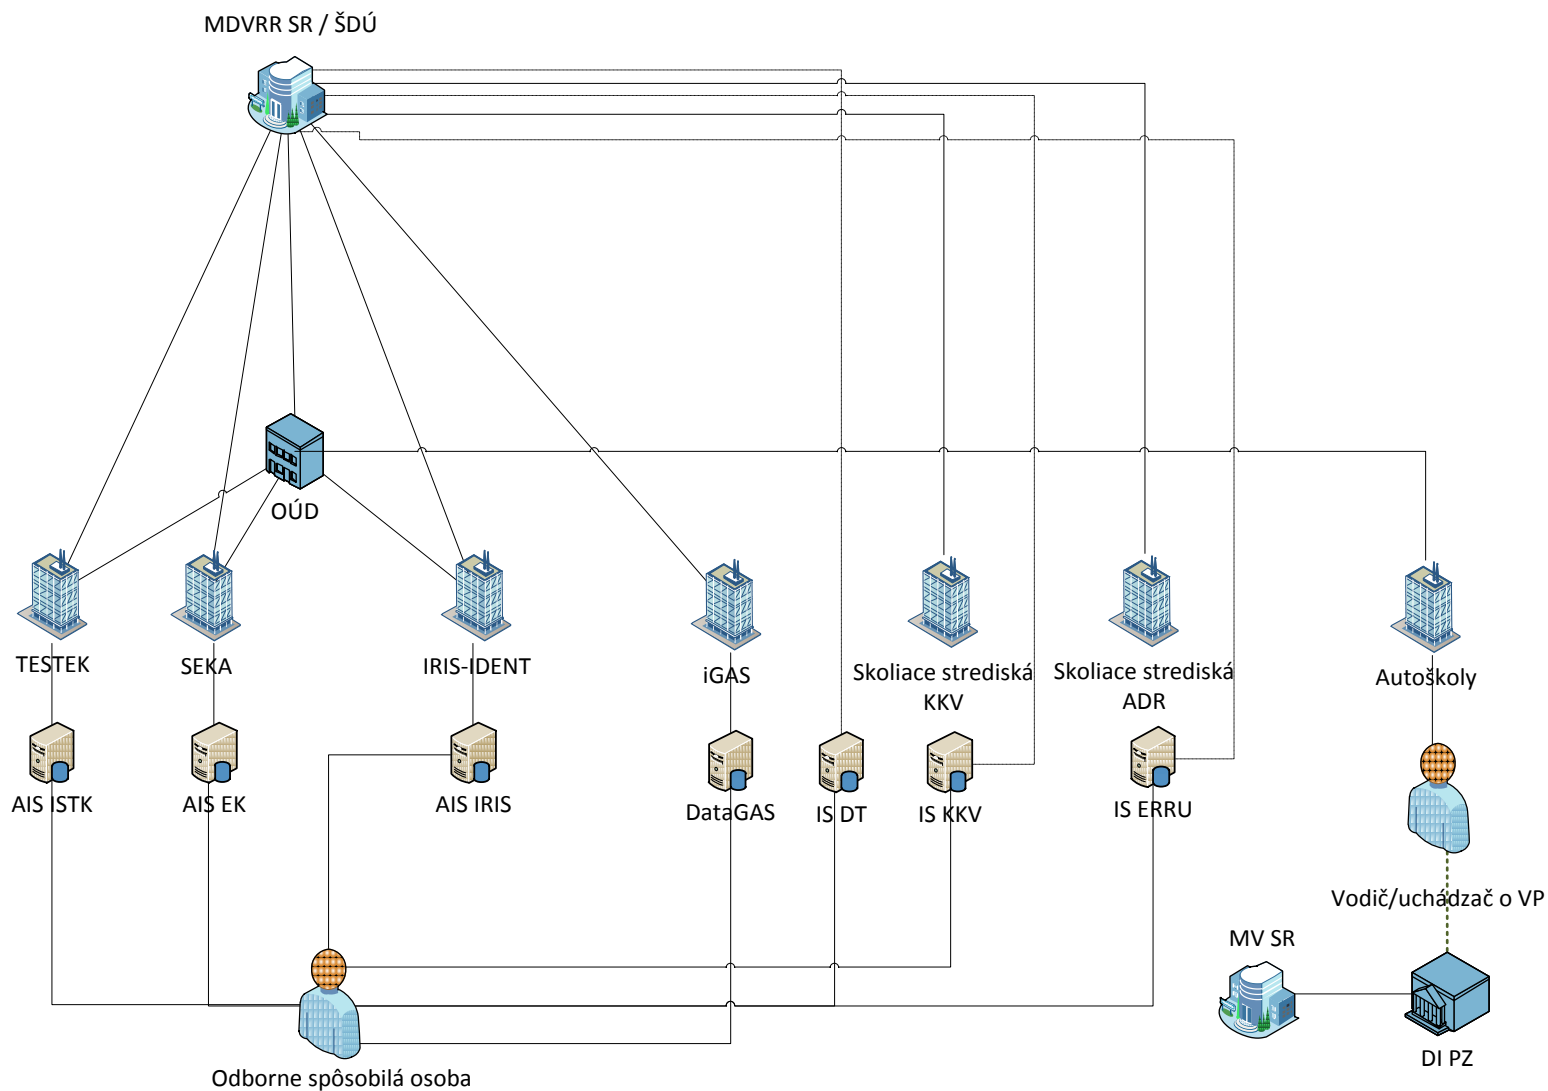 MDVRR SR / ŠDÚ
OÚD
TESTEK
SEKA
IRIS-IDENT
iGAS
Skoliace strediská
KKV
Skoliace strediská
ADR
Autoškoly
AIS ISTK
AIS EK
AIS IRIS
DataGAS
IS DT
IS KKV
IS ERRU
Vodič/uchádzač o VP
MV SR
DI PZ
Odborne spôsobilá osoba